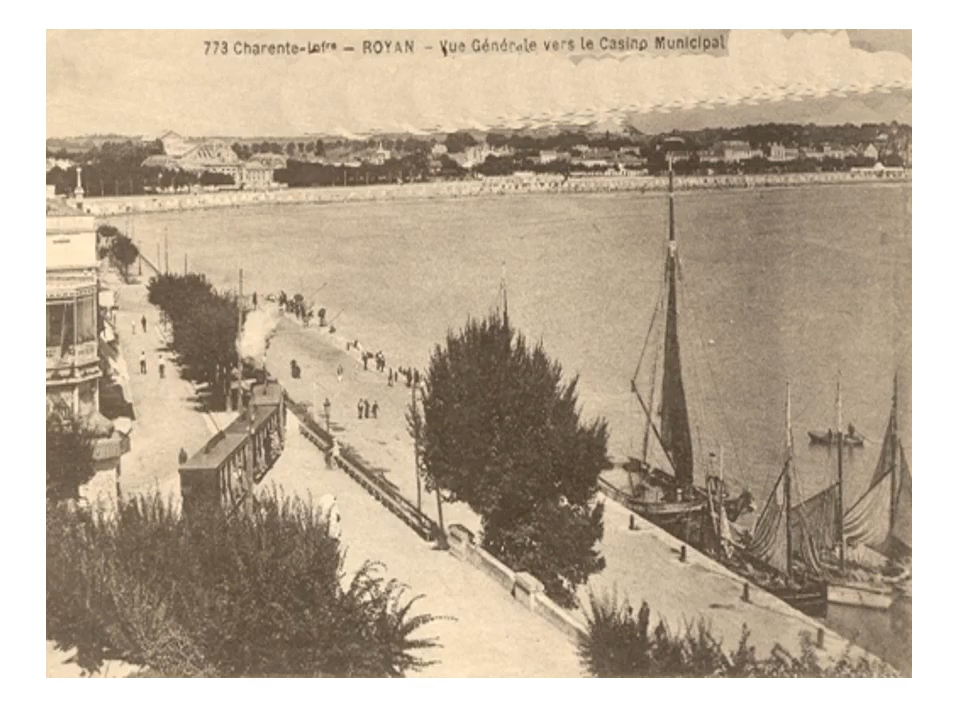 773 Charente-Infre – ROYAN – Vue Générale vers le Casino Municipal